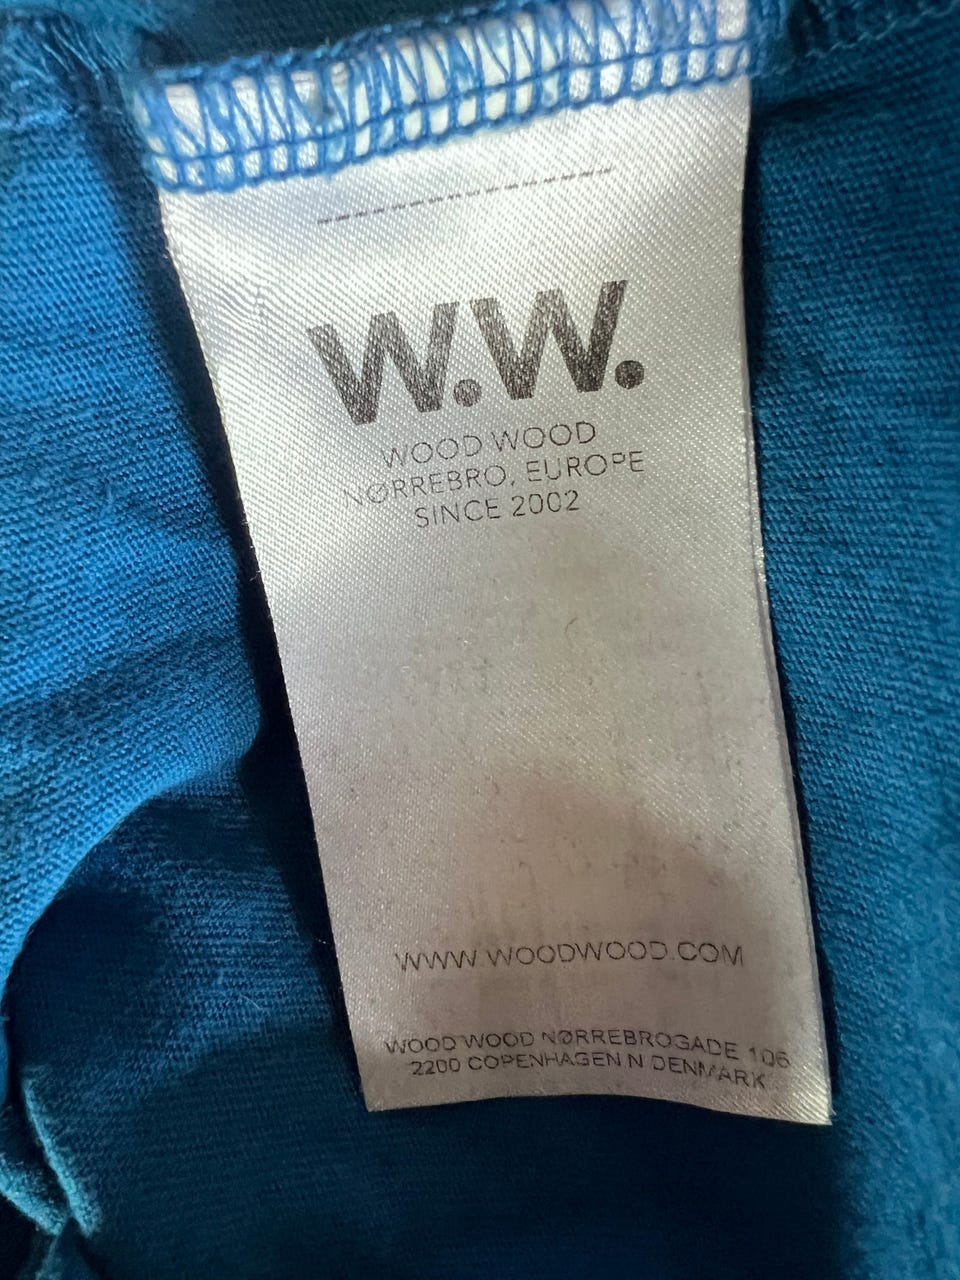 W.W.
WOOD WOOD
NØRREBRO, EUROPE
SINCE 2002
WWW.WOODWOOD.COM
WOOD WOOD NØRREBROGADE 106
2200 COPENHAGEN N DENMARK